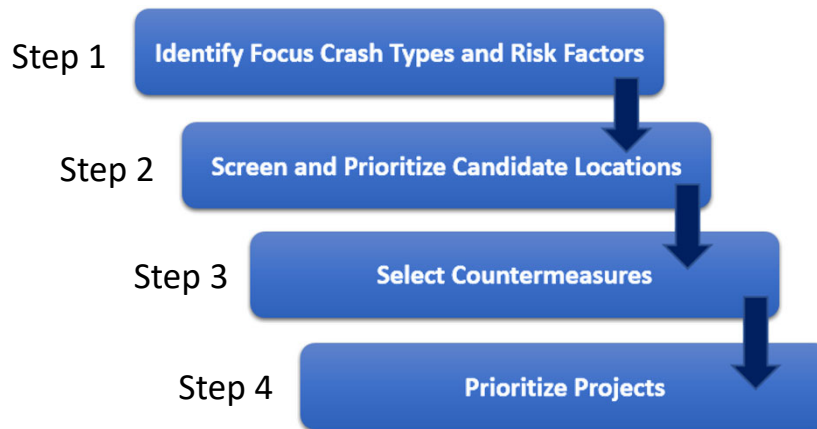 Step 1
Identify Focus Crash Types and Risk Factors
Step 2
Screen and Prioritize Candidate Locations
Step 3
Select Countermeasures
Step 4
Prioritize Projects